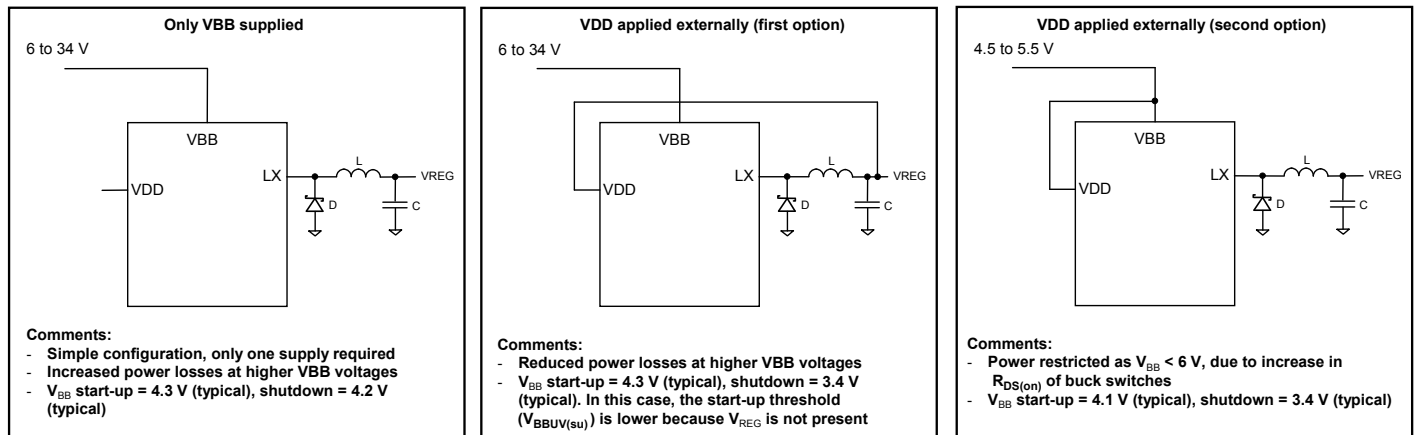 Only VBB supplied
6 to 34 V
VBB
VDD
LX
L
VREG
D
C
Comments:
- Simple configuration, only one supply required
- Increased power losses at higher VBB voltages
- VBB start-up = 4.3 V (typical), shutdown = 4.2 V
(typical)
VDD applied externally (first option)
6 to 34 V
VBB
VDD
LX
L
VREG
D
C
Comments:
- Reduced power losses at higher VBB voltages
- VBB start-up = 4.3 V (typical), shutdown = 3.4 V
(typical). In this case, the start-up threshold
(VBBUV(su)) is lower because VREG is not present
VDD applied externally (second option)
4.5 to 5.5 V
VBB
VDD
LX
L
VREG
D
C
Comments:
- Power restricted as VBB < 6 V, due to increase in
RDS(on) of buck switches
- VBB start-up = 4.1 V (typical), shutdown = 3.4 V (typical)